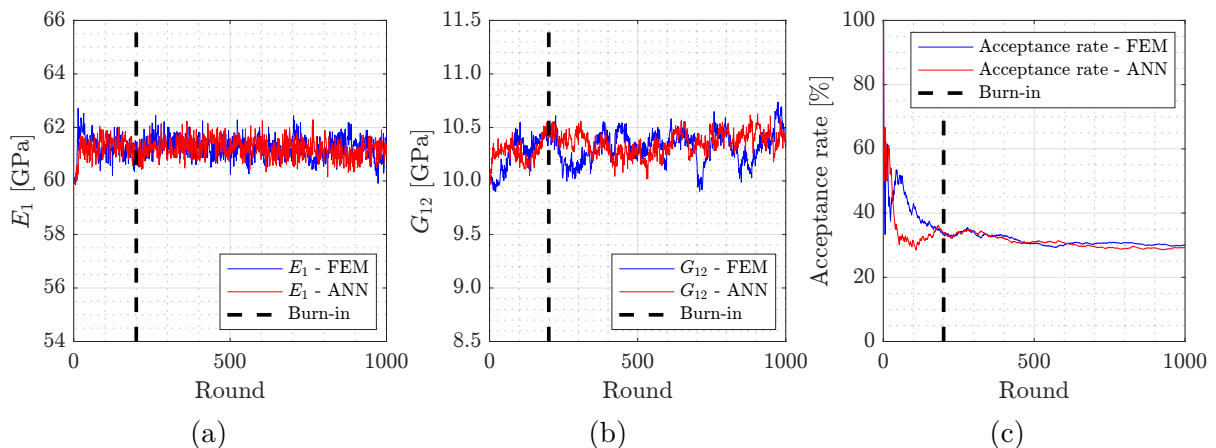 66
64
62
60
58
56
54
E1 [GPa]
0
500
1000
Round
E1 - FEM
E1 - ANN
Burn-in
(a)
11.5
11.0
10.5
10.0
9.5
9.0
8.5
G12 [GPa]
0
500
1000
Round
G12 - FEM
G12 - ANN
Burn-in
(b)
100
80
60
40
20
0
Acceptance rate [%]
0
500
1000
Round
Acceptance rate - FEM
Acceptance rate - ANN
Burn-in
(c)